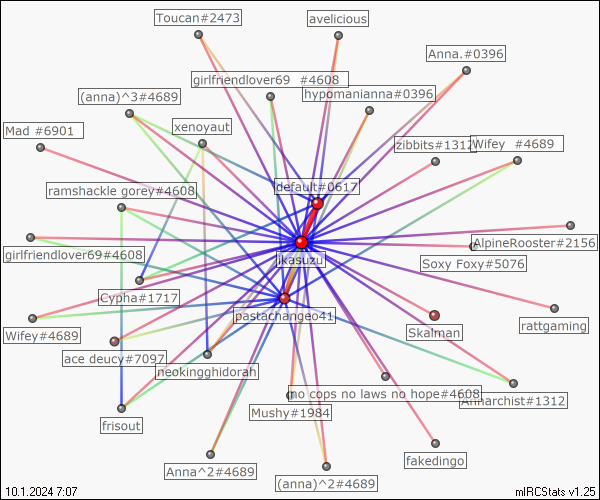 Toucan#2473
avelicious
Anna.#0396
girlfriendlover69 #4608
(anna)^3#4689
hypomanianna#0396
xenoyaut
Mad #6901
zibbits#1312
Wifey #4689
default#0617
ramshackle gorey#4608
girlfriendlover69#4608
AlpineRooster#2156
ikasuzu
Soxy Foxy#5076
Cypha#1717
pastachangeo41
rattgaming
Wifey#4689
Skalman
ace deucy#7097
neokingghidorah
no cops no laws no hope#4608
Annarchist#1312
Mushy#1984
frisout
fakedingo
Anna^2#4689
(anna)^2#4689
10.1.2024 7:07
mIRCStats v1.25